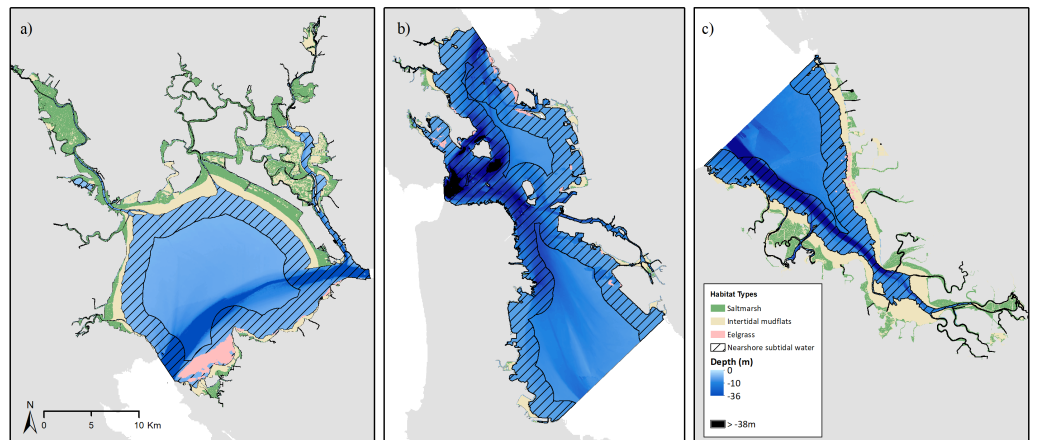 a)
b)
c)
N
0 5 10 Km
Habitat Types
Saltmarsh
Intertidal mudflats
Eelgrass
Nearshore subtidal water
Depth (m)
0
-10
-36
> -38m